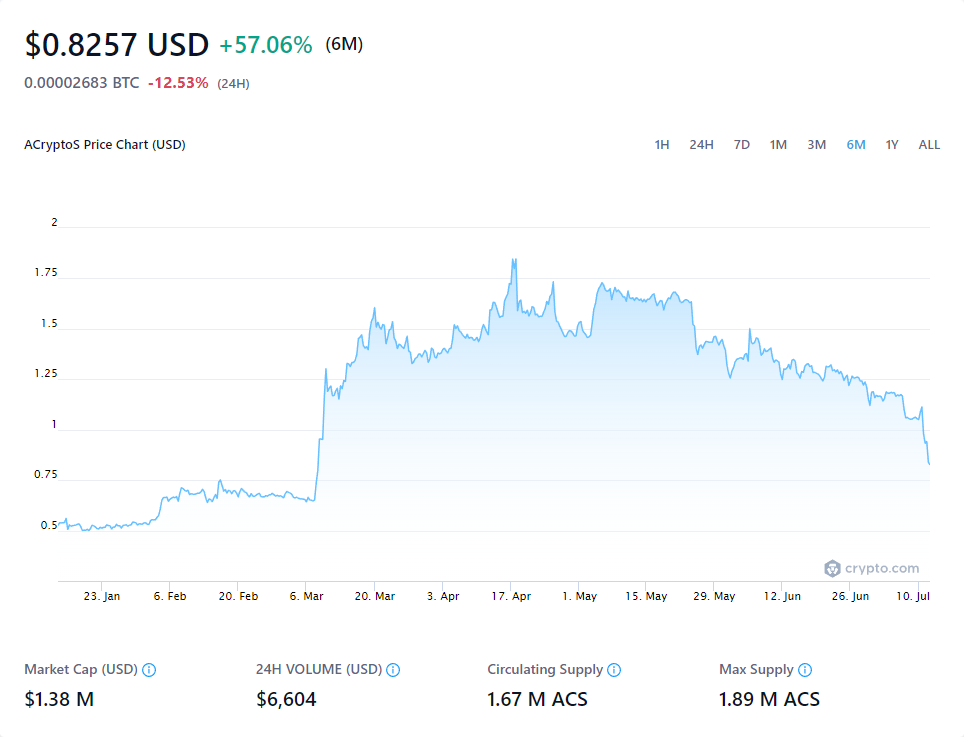 $0.8257 USD +57.06% (6M)
0.00002683 BTC -12.53% (24H)
ACryptoS Price Chart (USD) 1H 24H 7D 1M 3M 6M 1Y ALL
2
1.75
1.5
1.25
1
0.75
0.5
crypto.com
23. Jan 6. Feb 20. Feb 6. Mar 20. Mar 3. Apr 17. Apr 1. May 15. May 29. May 12. Jun 26. Jun 10. Jul
Market Cap (USD) 24H VOLUME (USD) Circulating Supply Max Supply
$1.38 M $6,604 1.67 M ACS 1.89 M ACS